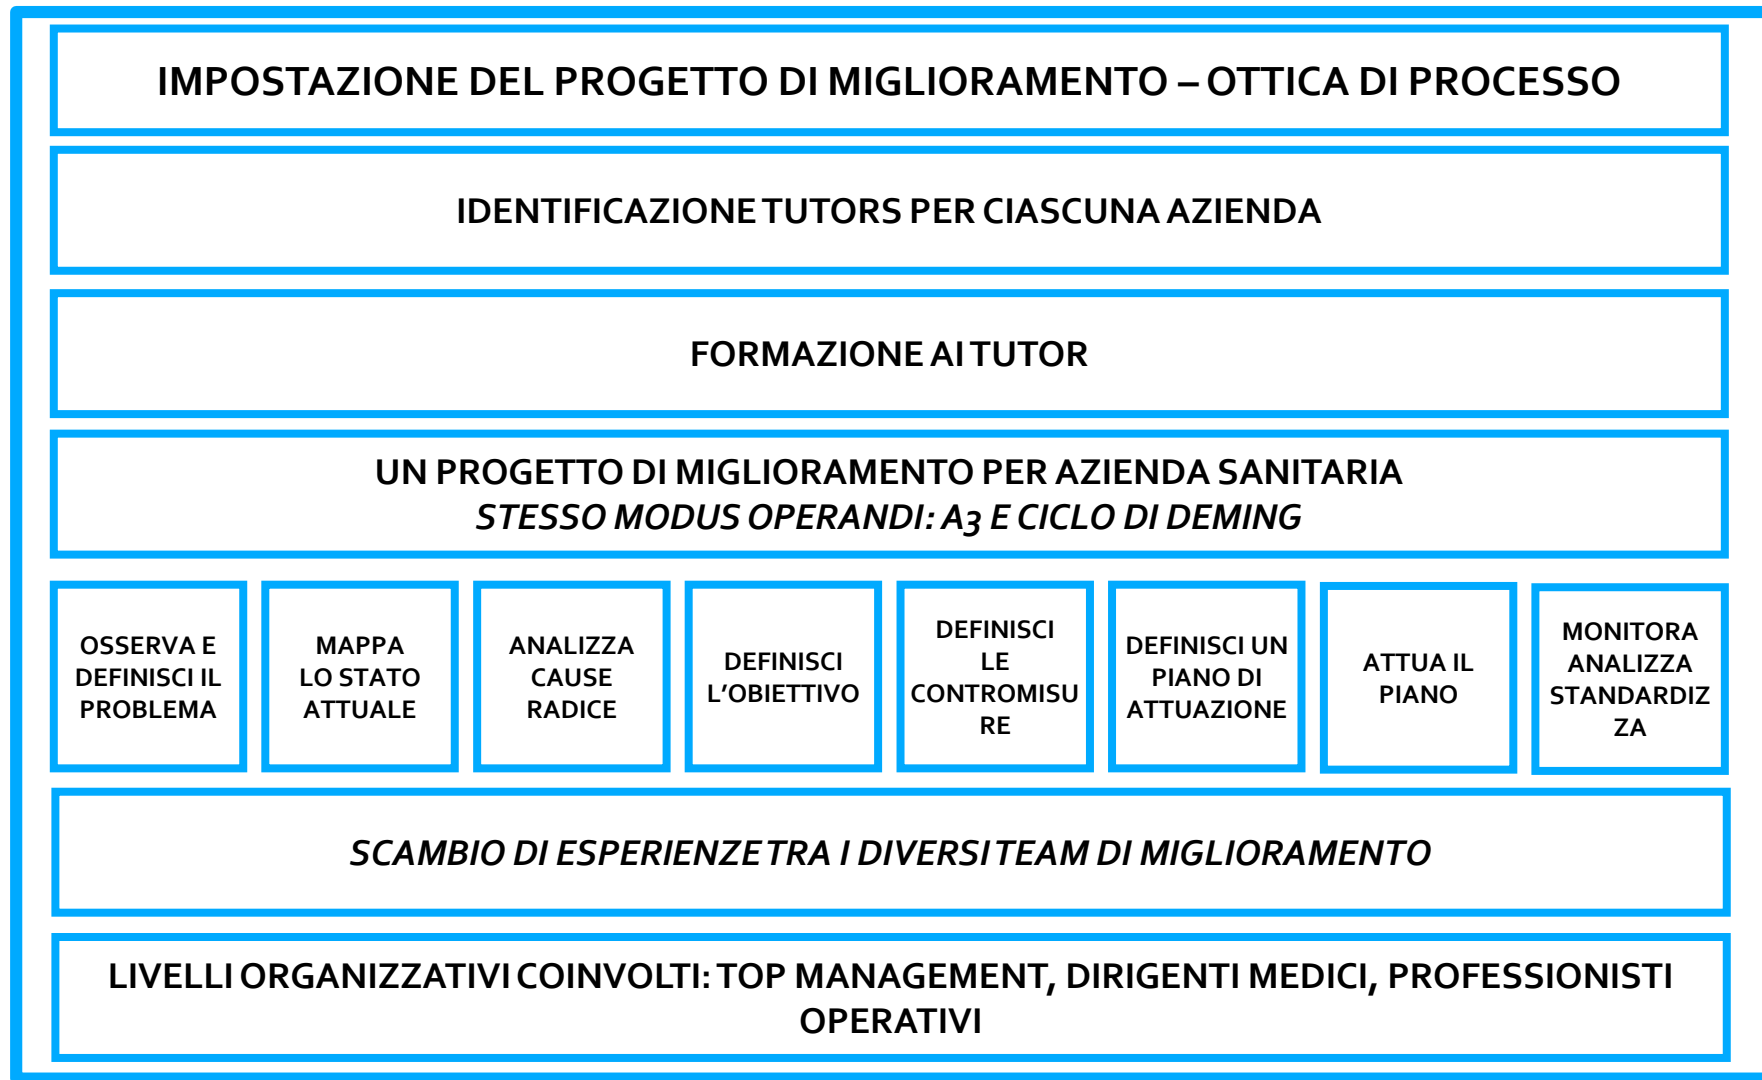 IMPOSTAZIONE DEL PROGETTO DI MIGLIORAMENTO – OTTICA DI PROCESSO
IDENTIFICAZIONE TUTORS PER CIASCUNA AZIENDA
FORMAZIONE AI TUTOR
UN PROGETTO DI MIGLIORAMENTO PER AZIENDA SANITARIA
STESSO MODUS OPERANDI: A3 E CICLO DI DEMING
OSSERVA E
DEFINISCI IL
PROBLEMA
MAPPA
LO STATO
ATTUALE
ANALIZZA
CAUSE
RADICE
DEFINISCI
L’OBIETTIVO
DEFINISCI
LE
CONTROMISU
RE
DEFINISCI UN
PIANO DI
ATTUAZIONE
ATTUA IL
PIANO
MONITORA
ANALIZZA
STANDARDIZ
ZA
SCAMBIO DI ESPERIENZE TRA I DIVERSI TEAM DI MIGLIORAMENTO
LIVELLI ORGANIZZATIVI COINVOLTI: TOP MANAGEMENT, DIRIGENTI MEDICI, PROFESSIONISTI
OPERATIVI